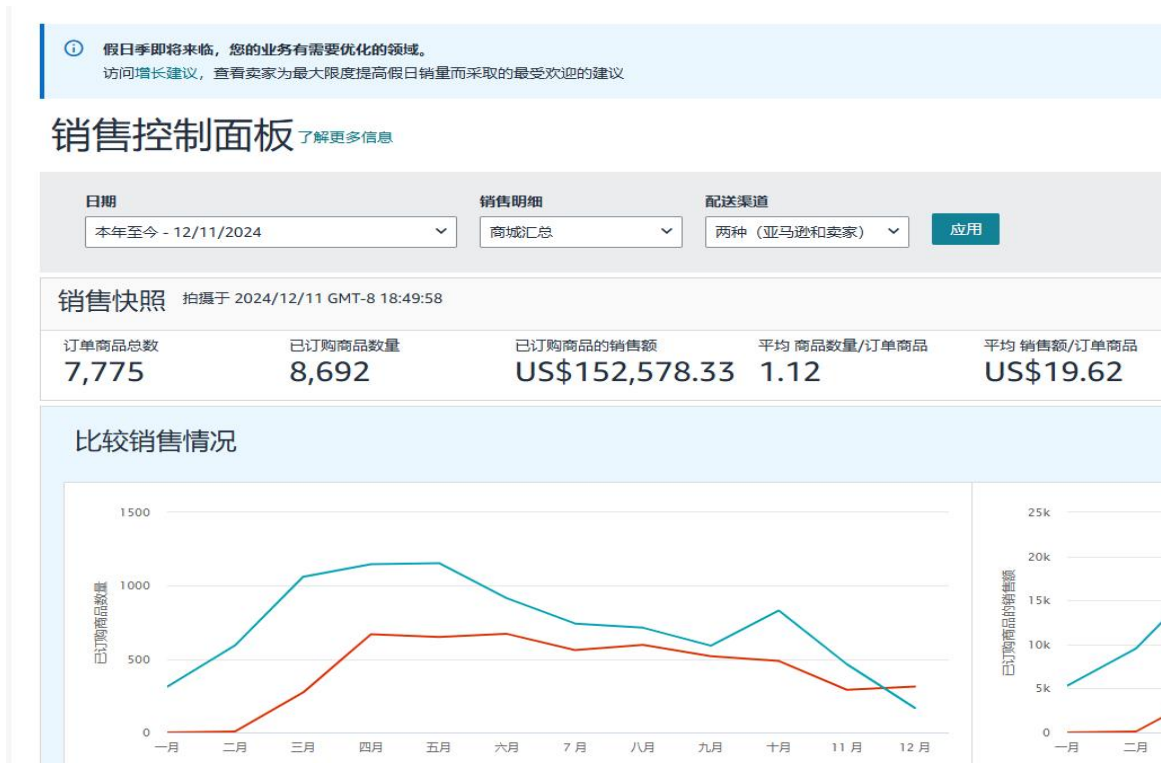 假日季即将来临，您的业务有需要优化的领域。
访问增长建议，查看卖家为最大限度提高假日销量而采取的最受欢迎的建议
销售控制面板 了解更多信息
日期 销售明细 配送渠道
本年至今 - 12/11/2024 商城汇总 两种（亚马逊和卖家） 应用
销售快照 拍摄于 2024/12/11 GMT-8 18:49:58
订单商品总数 已订购商品数量 已订购商品的销售额 平均 商品数量/订单商品 平均 销售额/订单商品
7,775 8,692 US$152,578.33 1.12 US$19.62
比较销售情况
已订购商品数量
1500
1000
500
0
一月 二月 三月 四月 五月 六月 7 月 八月 九月 十月 11 月 12 月
已订购商品的销售额
25k
20k
15k
10k
5k
0
一月 二月